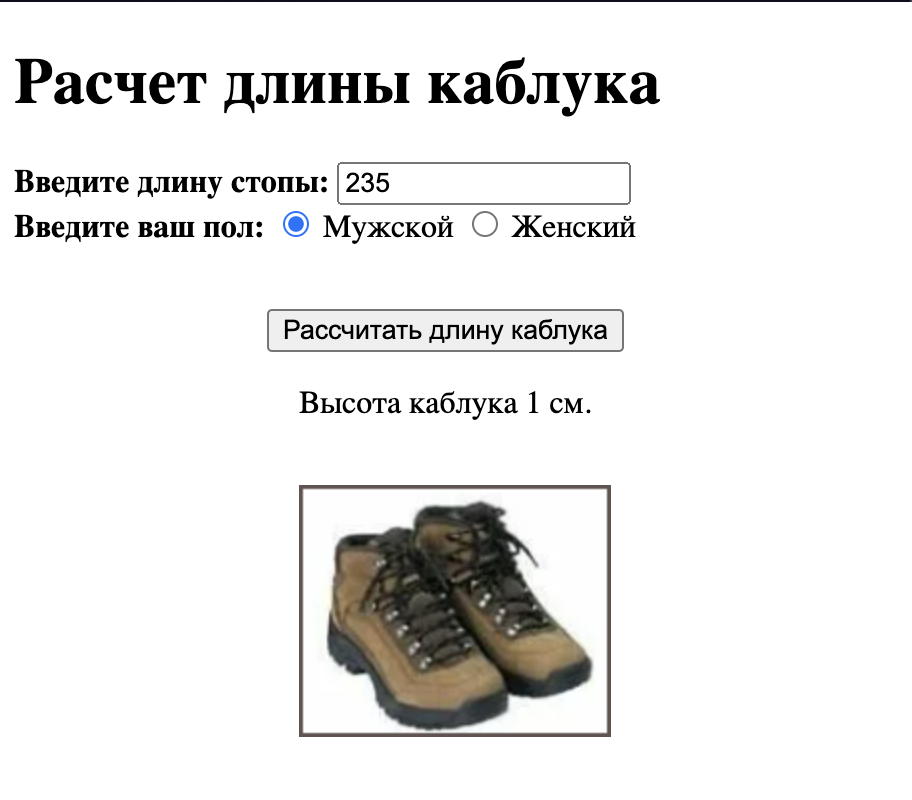 Расчет длины каблука
Введите длину стопы: 235
Введите ваш пол: Мужской Женский
Рассчитать длину каблука
Высота каблука 1 см.